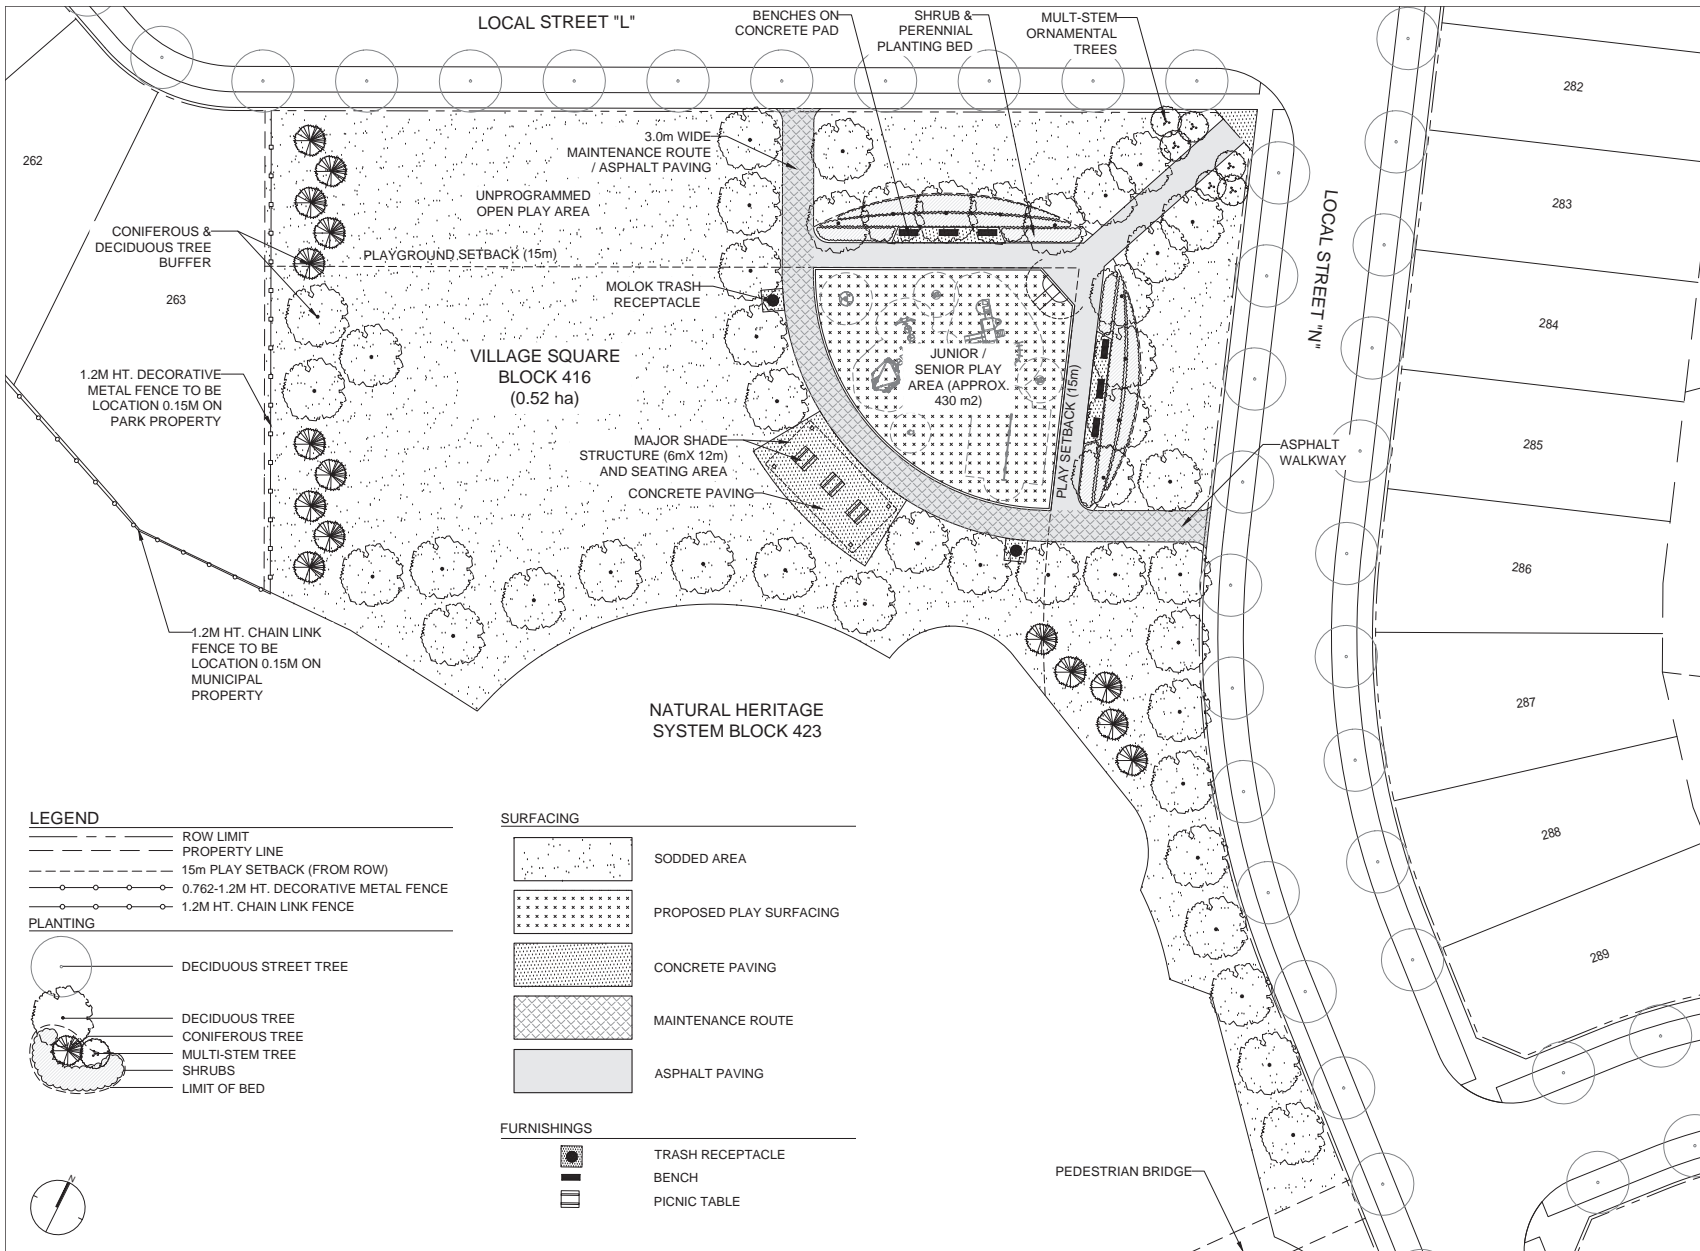 LOCAL STREET "L"
BENCHES ON
CONCRETE PAD
SHRUB &
PERENNIAL
PLANTING BED
MULT-STEM
ORNAMENTAL
TREES
282
262
3.0m WIDE
MAINTENANCE ROUTE
/ ASPHALT PAVING
UNPROGRAMMED
OPEN PLAY AREA
283
LOCAL STREET "N"
CONIFEROUS &
DECIDUOUS TREE
BUFFER
PLAYGROUND SETBACK (15m)
263
MOLOK TRASH
RECEPTACLE
284
VILLAGE SQUARE
BLOCK 416
(0.52 ha)
JUNIOR /
SENIOR PLAY
AREA (APPROX.
430 m2)
1.2M HT. DECORATIVE
METAL FENCE TO BE
LOCATION 0.15M ON
PARK PROPERTY
PLAY SETBACK (15m)
MAJOR SHADE
STRUCTURE (6mX 12m)
AND SEATING AREA
ASPHALT
WALKWAY
285
CONCRETE PAVING
286
1.2M HT. CHAIN LINK
FENCE TO BE
LOCATION 0.15M ON
MUNICIPAL
PROPERTY
NATURAL HERITAGE
SYSTEM BLOCK 423
287
288
289
LEGEND
ROW LIMIT
PROPERTY LINE
15m PLAY SETBACK (FROM ROW)
0.762-1.2M HT. DECORATIVE METAL FENCE
1.2M HT. CHAIN LINK FENCE
PLANTING
DECIDUOUS STREET TREE
DECIDUOUS TREE
CONIFEROUS TREE
MULTI-STEM TREE
SHRUBS
LIMIT OF BED
N
SURFACING
SODDED AREA
PROPOSED PLAY SURFACING
CONCRETE PAVING
MAINTENANCE ROUTE
ASPHALT PAVING
FURNISHINGS
TRASH RECEPTACLE
BENCH
PICNIC TABLE
PEDESTRIAN BRIDGE